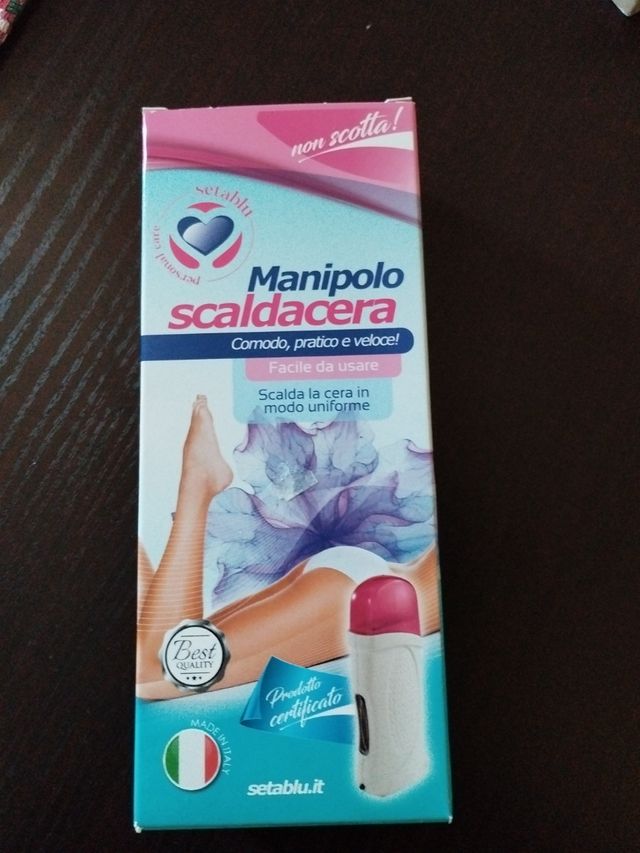 non scotta!
setablu
personal care
Manipolo
scaldacera
Comodo, pratico e veloce!
Facile da usare
Scalda la cera in
modo uniforme
Best
QUALITY
Prodotto
certificato
MADE IN ITALY
setablu.it